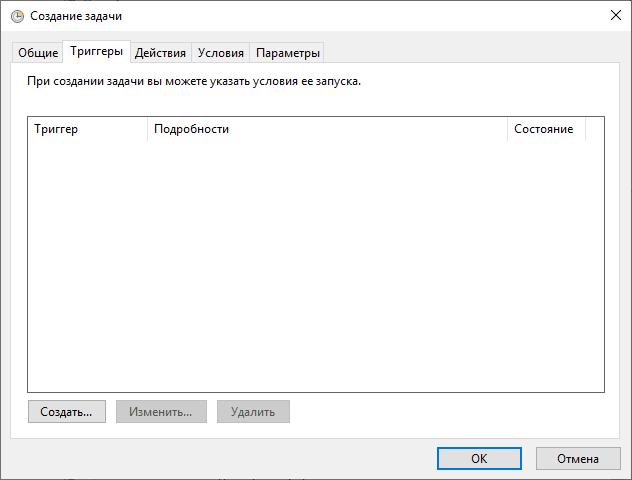 Создание задачи
Общие Триггеры Действия Условия Параметры
При создании задачи вы можете указать условия ее запуска.
Триггер Подробности Состояние
Создать... Изменить... Удалить
OK Отмена